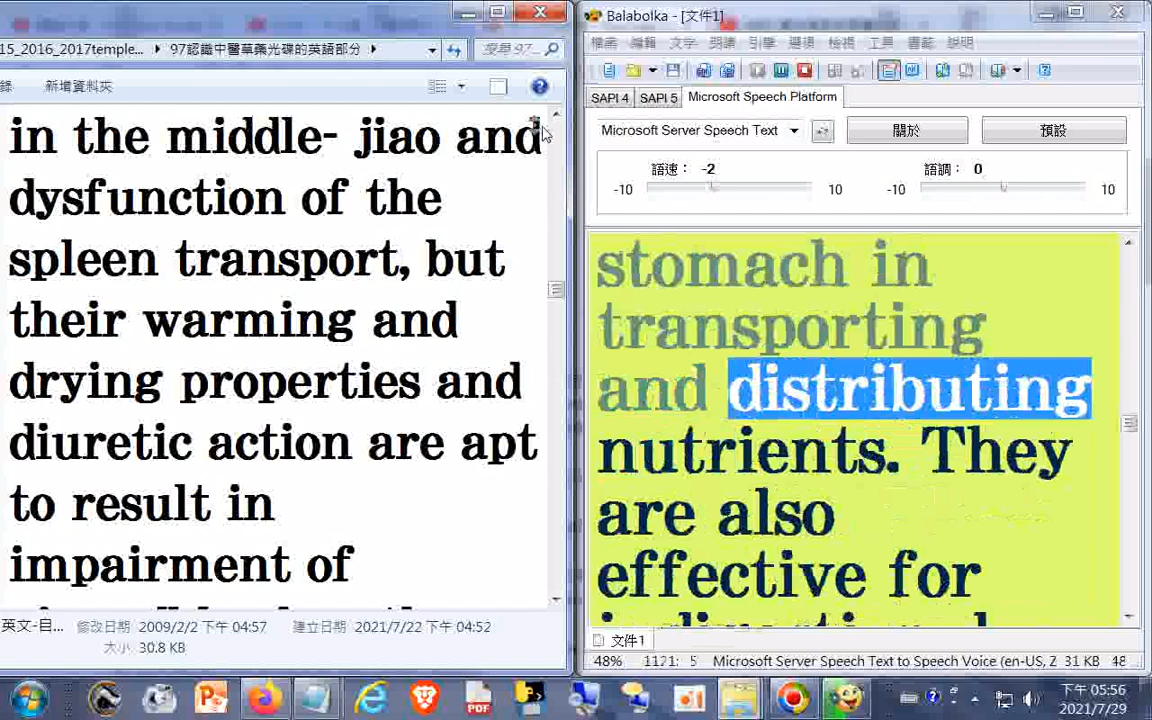 15_2016_2017temple...
97認識中醫草藥光碟的英語部分
搜尋 97...
錄
新增資料夾
in the middle- jiao and
dysfunction of the
spleen transport, but
their warming and
drying properties and
diuretic action are apt
to result in
impairment of
英文-自...
修改日期 2009/2/2 下午 04:57
建立日期 2021/7/22 下午 04:52
大小 30.8 KB
Balabolka - [文件1]
檔案 編輯 文字 朗讀 引擎 選項 檢視 工具 書籤 說明
SAPI 4 SAPI 5 Microsoft Speech Platform
Microsoft Server Speech Text
關於
預設
語速： -2
語調： 0
-10 10 -10 10
stomach in
transporting
and distributing
nutrients. They
are also
effective for
文件1
48% 1121: 5 Microsoft Server Speech Text to Speech Voice (en-US, Z 31 KB 48
PDF
下午 05:56
2021/7/29